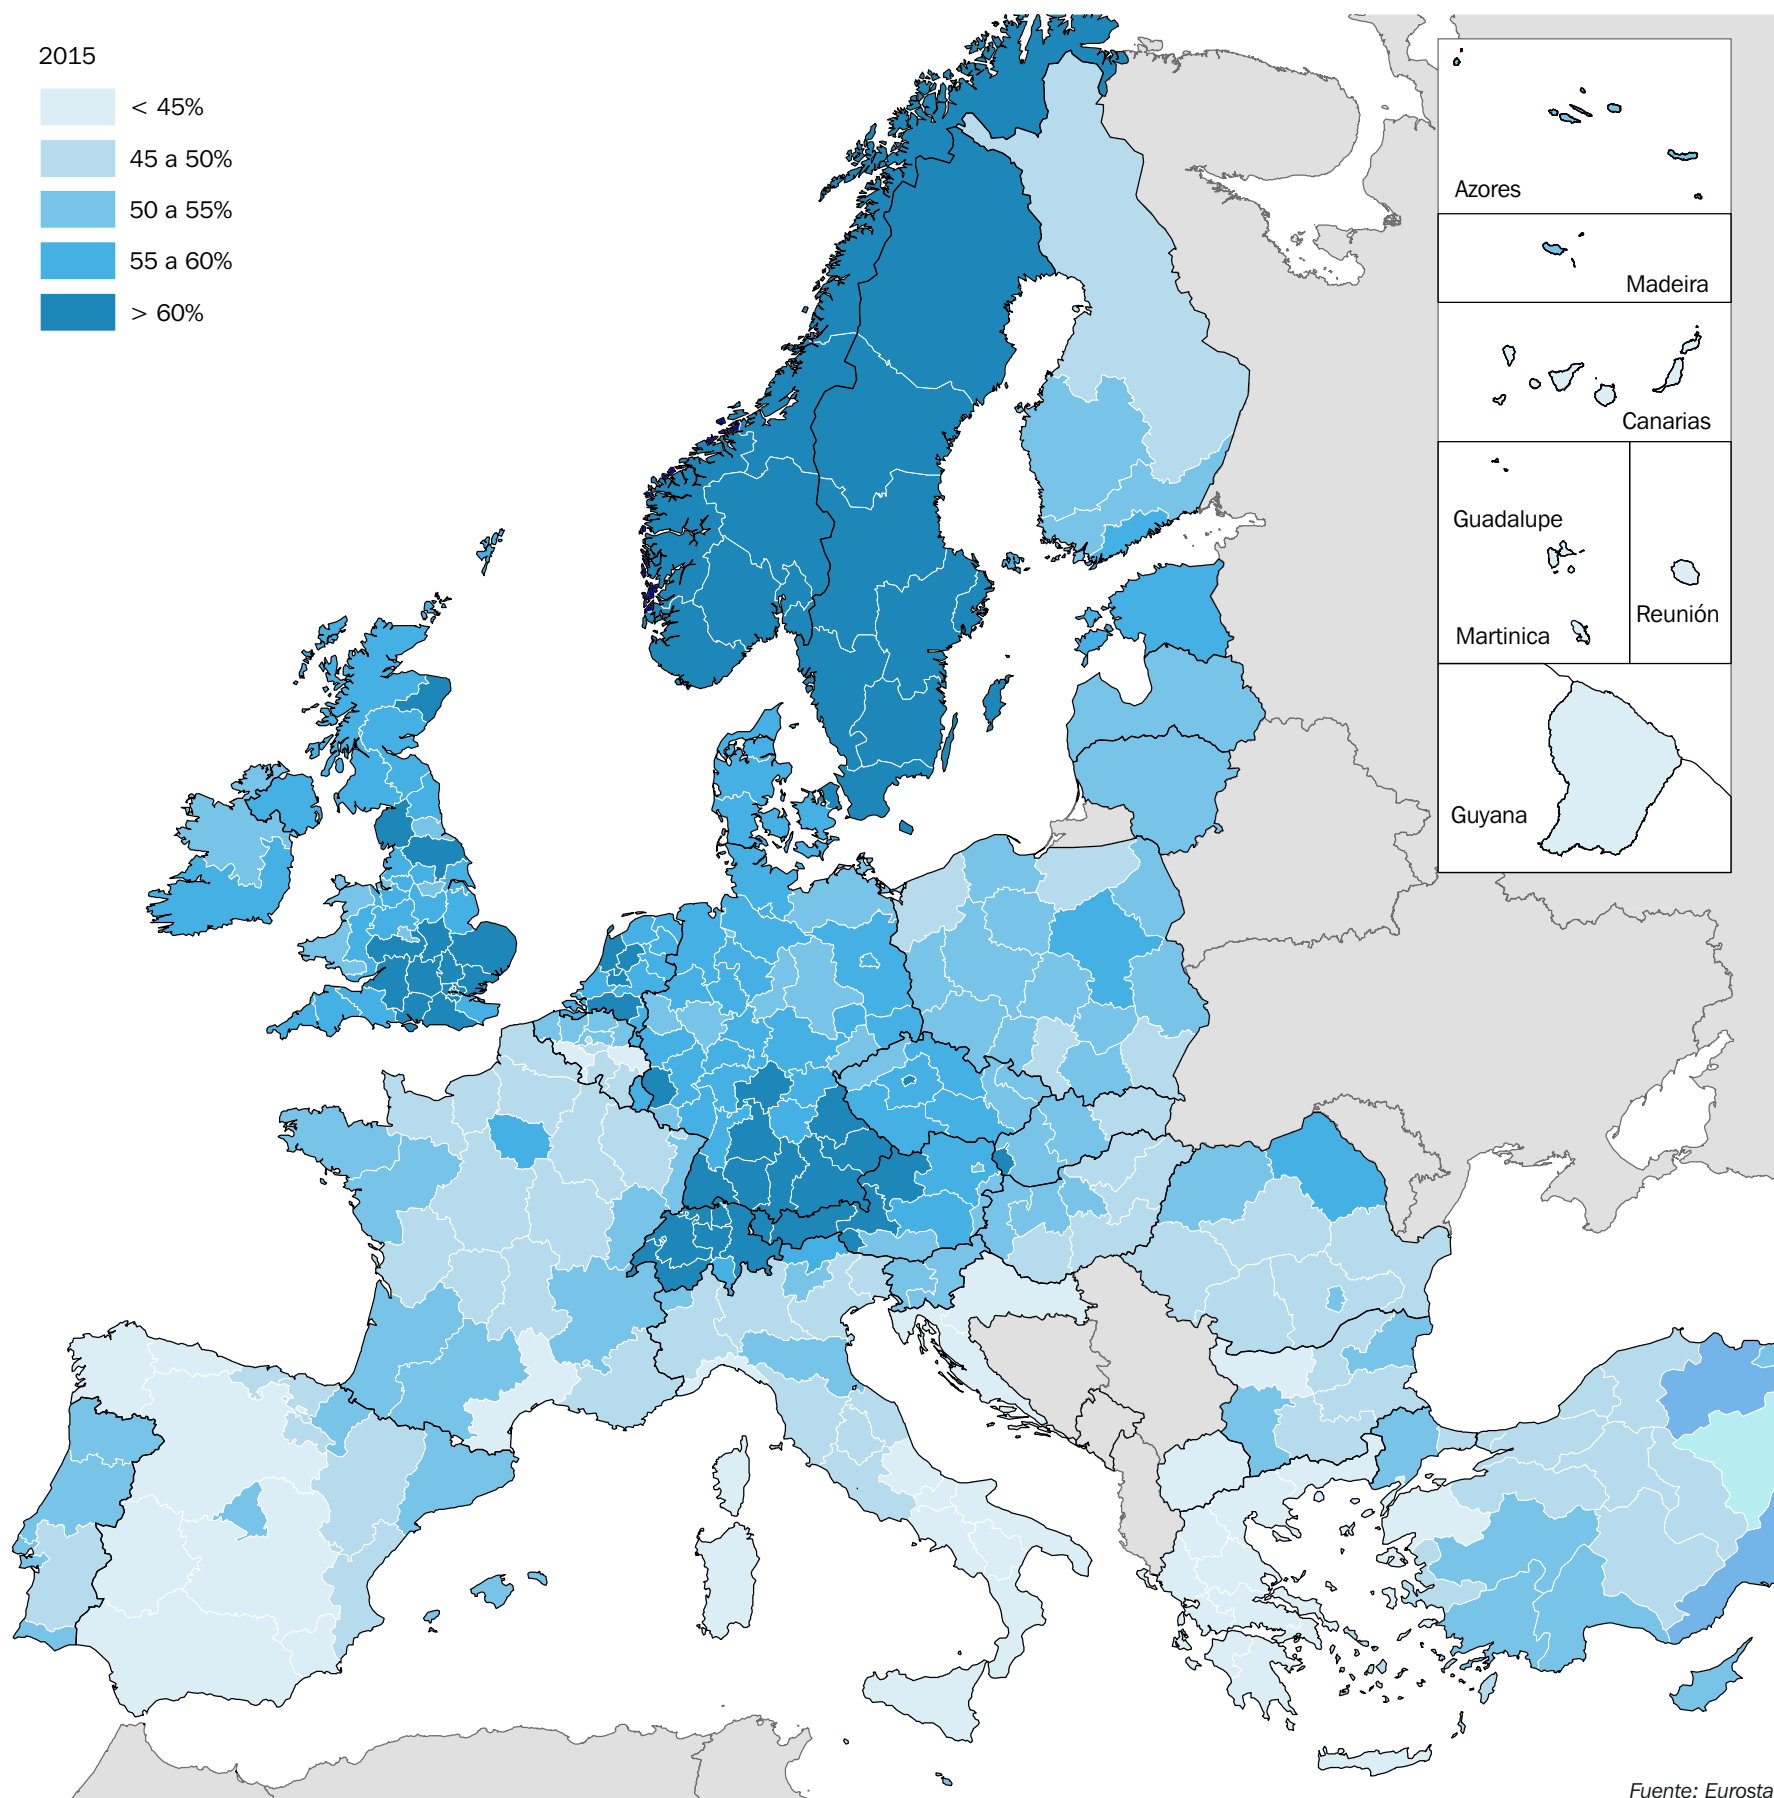 2015
< 45%
45 a 50%
50 a 55%
55 a 60%
> 60%
Azores
Madeira
Canarias
Guadalupe
Martinica
Reunión
Guyana
Fuente: Eurosta